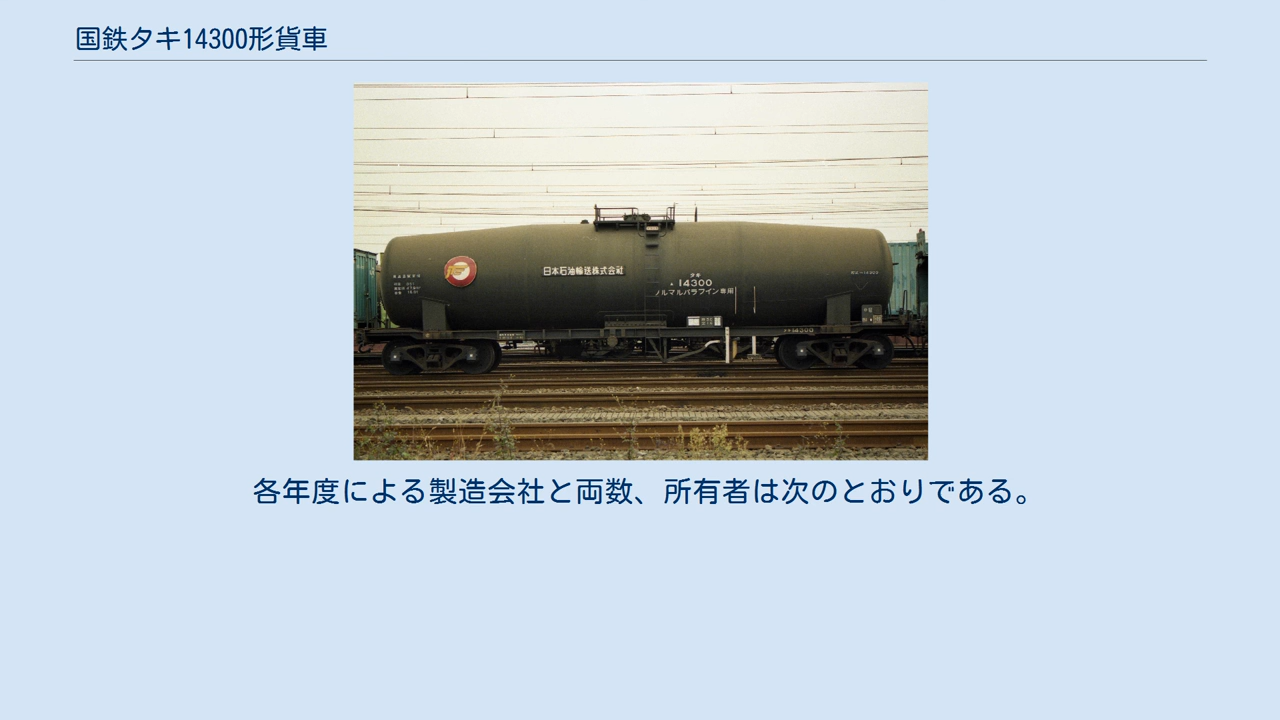 国鉄タキ14300形貨車
日本石油輸送株式会社
タキ
14300
ノルマルパラフイン専用
各年度による製造会社と両数、所有者は次のとおりである。